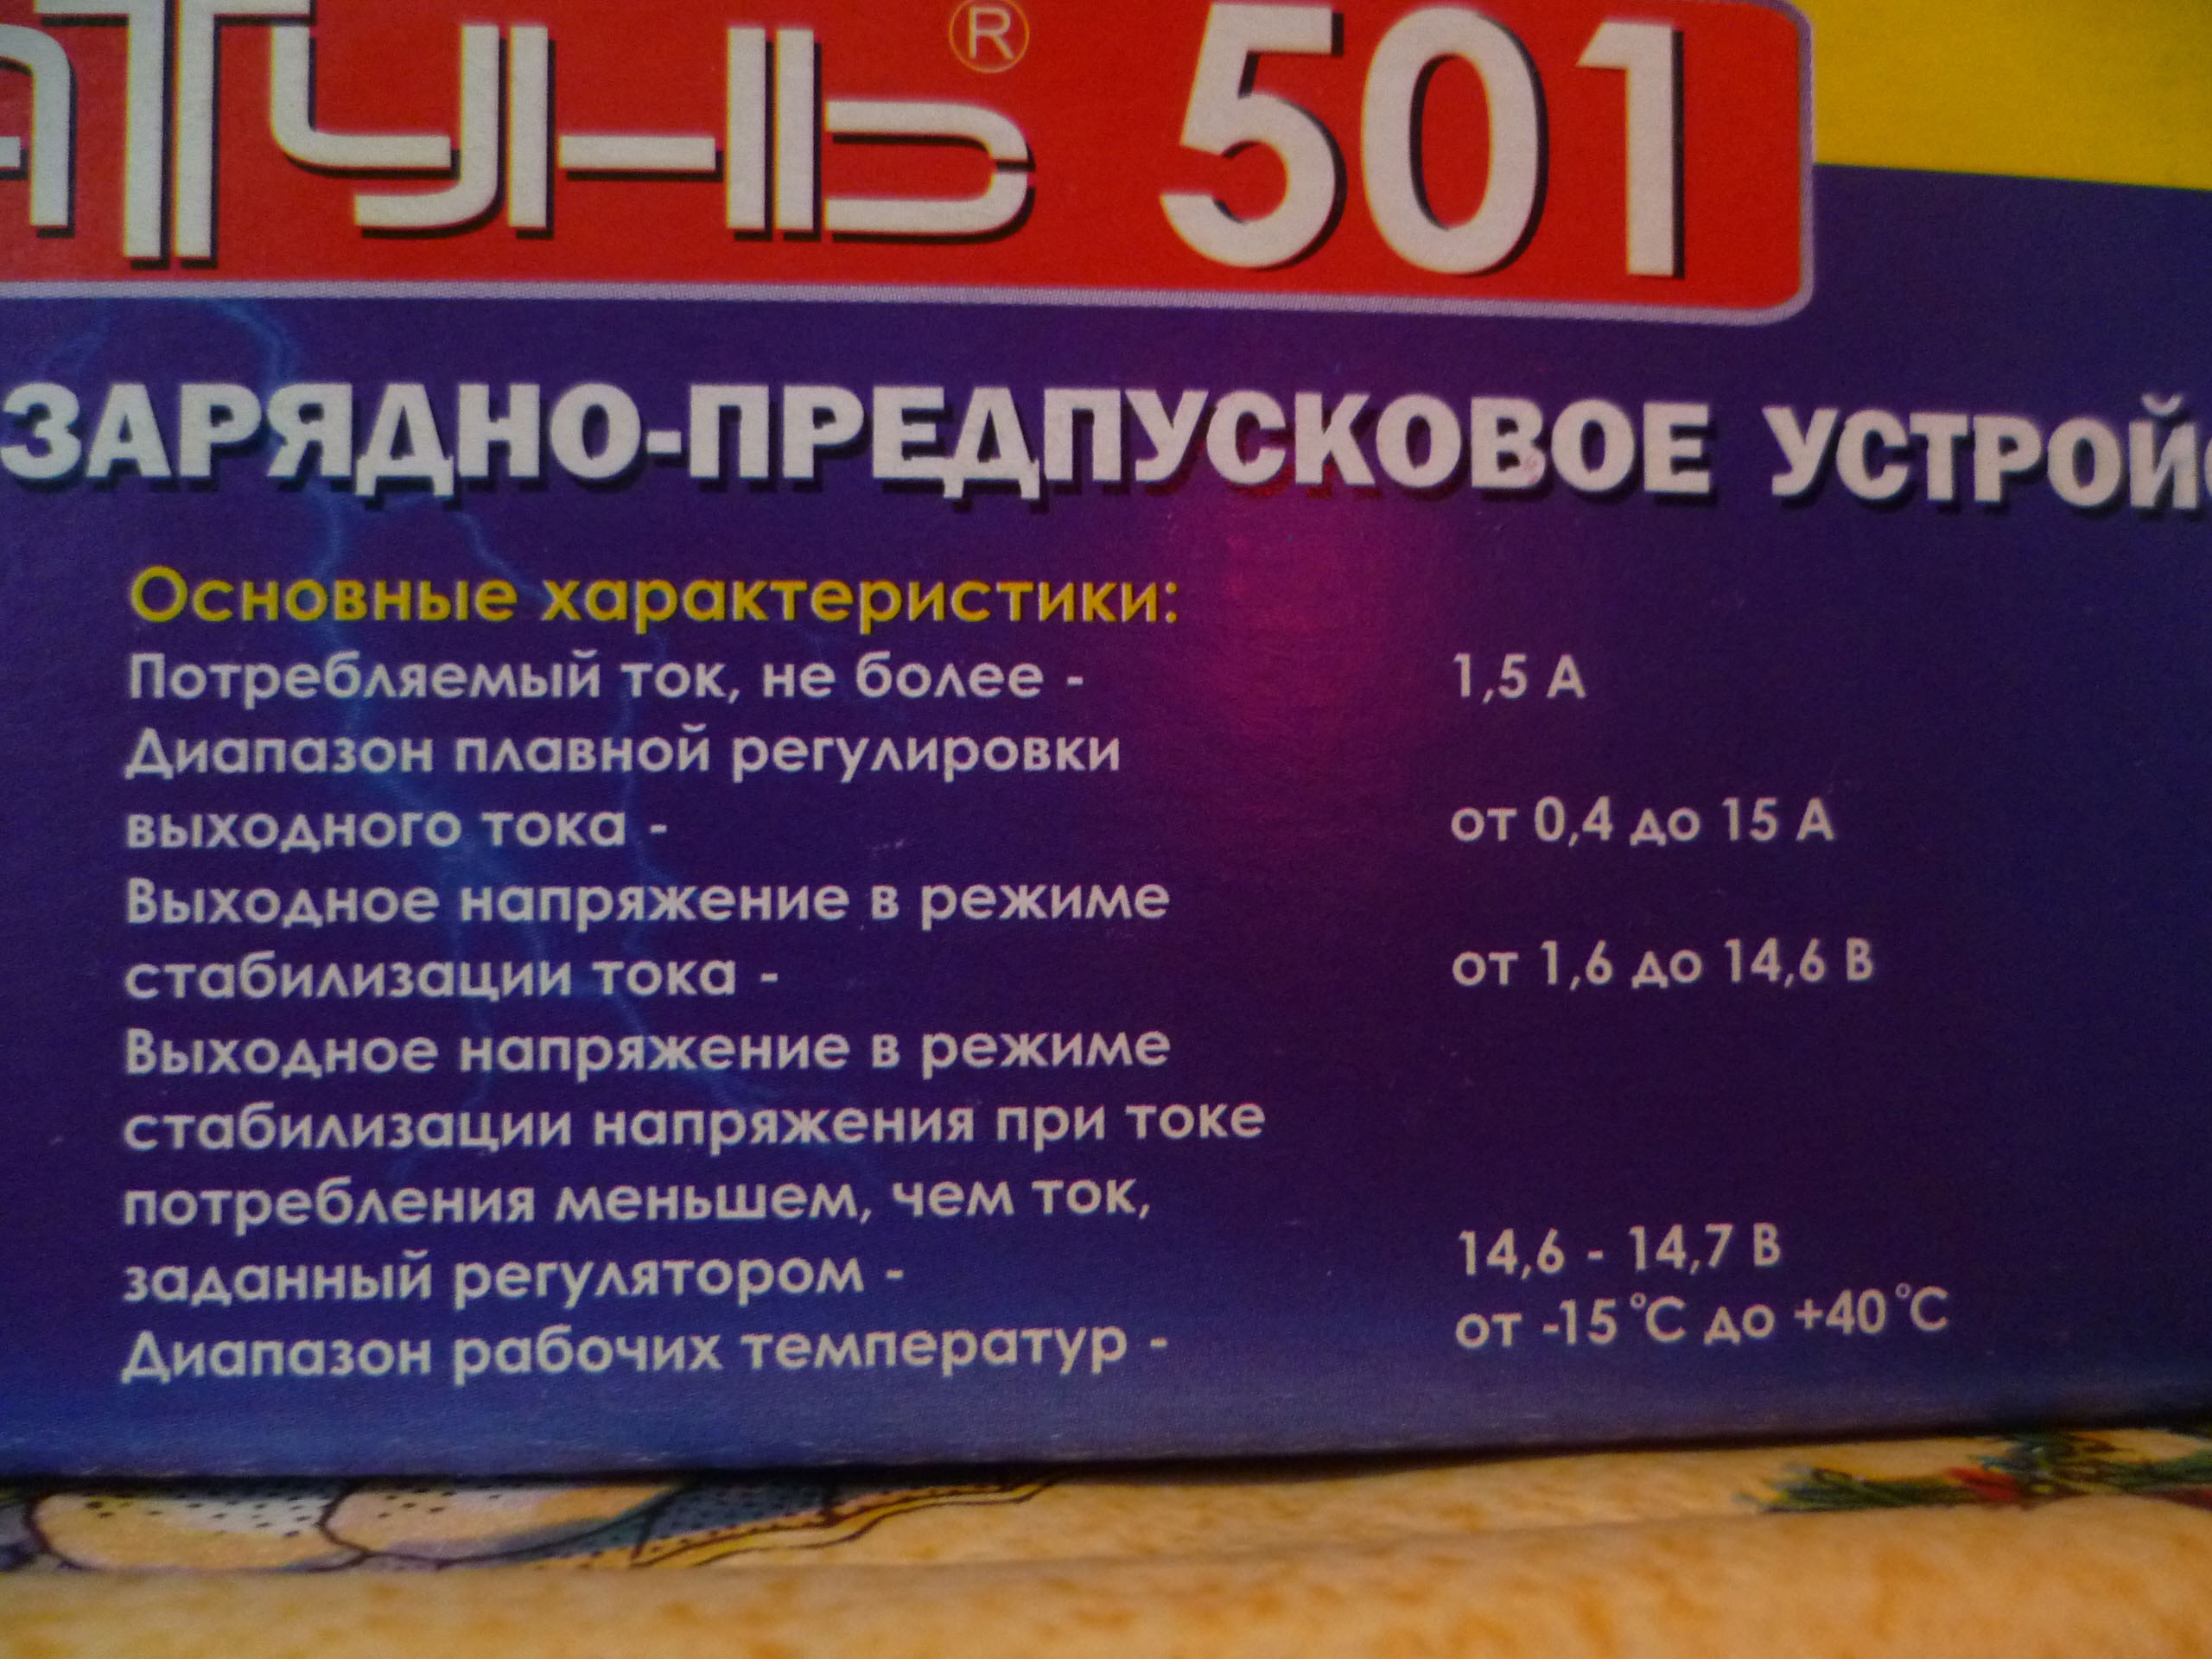 АТУНЬ® 501
ЗАРЯДНО-ПРЕДПУСКОВОЕ УСТРОЙ
Основные характеристики:
Потребляемый ток, не более - 1,5 А
Диапазон плавной регулировки
выходного тока - от 0,4 до 15 А
Выходное напряжение в режиме
стабилизации тока - от 1,6 до 14,6 В
Выходное напряжение в режиме
стабилизации напряжения при токе
потребления меньшем, чем ток,
заданный регулятором - 14,6 - 14,7 В
Диапазон рабочих температур - от -15°С до +40°С